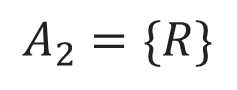 A₂ = {R}